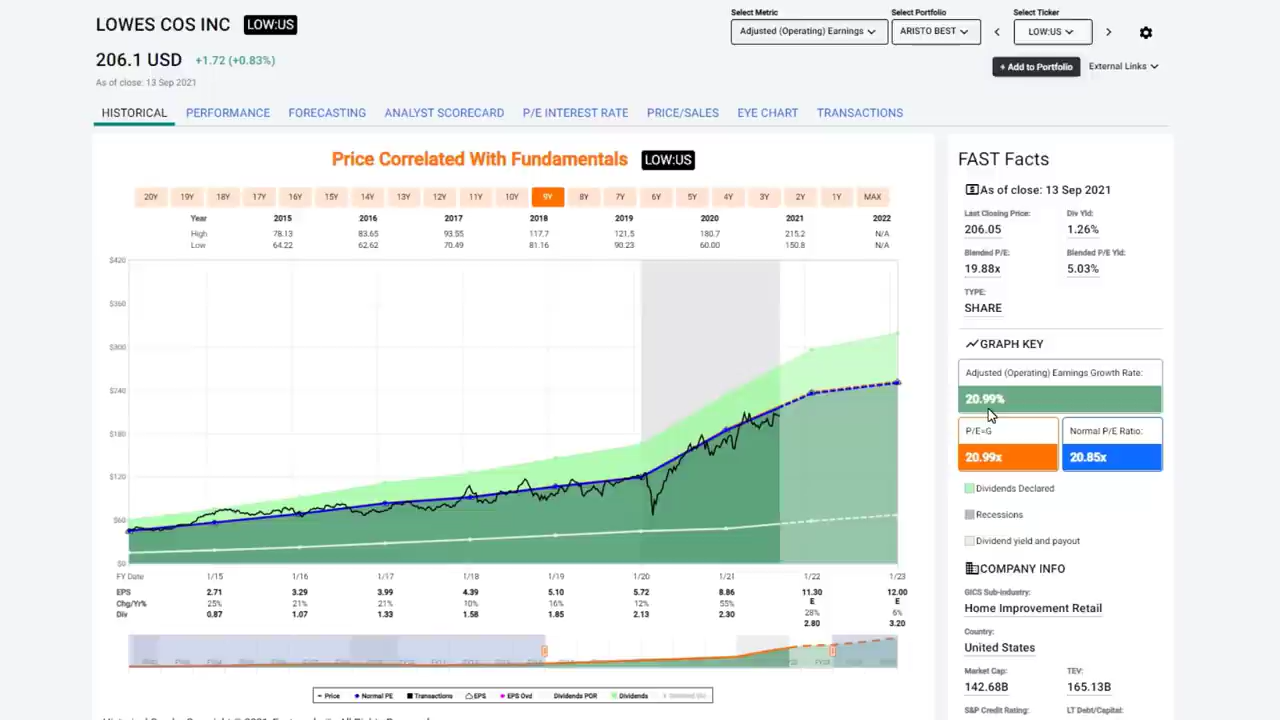 LOWES COS INC LOW:US
206.1 USD +1.72 (+0.83%)
As of close: 13 Sep 2021
Select Metric Select Portfolio Select Ticker
Adjusted (Operating) Earnings ARISTO BEST LOW:US
+ Add to Portfolio External Links
HISTORICAL PERFORMANCE FORECASTING ANALYST SCORECARD P/E INTEREST RATE PRICE/SALES EYE CHART TRANSACTIONS
Price Correlated With Fundamentals LOW:US
20Y 19Y 18Y 17Y 16Y 15Y 14Y 13Y 12Y 11Y 10Y 9Y 8Y 7Y 6Y 5Y 4Y 3Y 2Y 1Y MAX
Year 2015 2016 2017 2018 2019 2020 2021 2022
High 78.13 83.65 93.55 117.7 121.5 180.7 215.2 N/A
Low 64.22 62.62 70.49 81.16 90.23 60.00 150.8 N/A
$420
$360
$300
$240
$180
$120
$60
$0
FY Date 1/15 1/16 1/17 1/18 1/19 1/20 1/21 1/22 1/23
EPS 2.71 3.29 3.99 4.39 5.10 5.72 8.86 11.30 12.00
E E
Chg/Yr% 25% 21% 21% 10% 16% 12% 55% 28% 6%
Div 0.87 1.07 1.33 1.58 1.85 2.13 2.30 2.80 3.20
Price Normal PE Transactions EPS EPS Ovd Dividends POR Dividends
FAST Facts
As of close: 13 Sep 2021
Last Closing Price: Div Yld:
206.05 1.26%
Blended P/E: Blended P/E Yld:
19.88x 5.03%
TYPE:
SHARE
GRAPH KEY
Adjusted (Operating) Earnings Growth Rate:
20.99%
P/E=G Normal P/E Ratio:
20.99x 20.85x
Dividends Declared
Recessions
Dividend yield and payout
COMPANY INFO
GICS Sub-industry:
Home Improvement Retail
Country:
United States
Market Cap: TEV:
142.68B 165.13B
S&P Credit Rating: LT Debt/Capital: